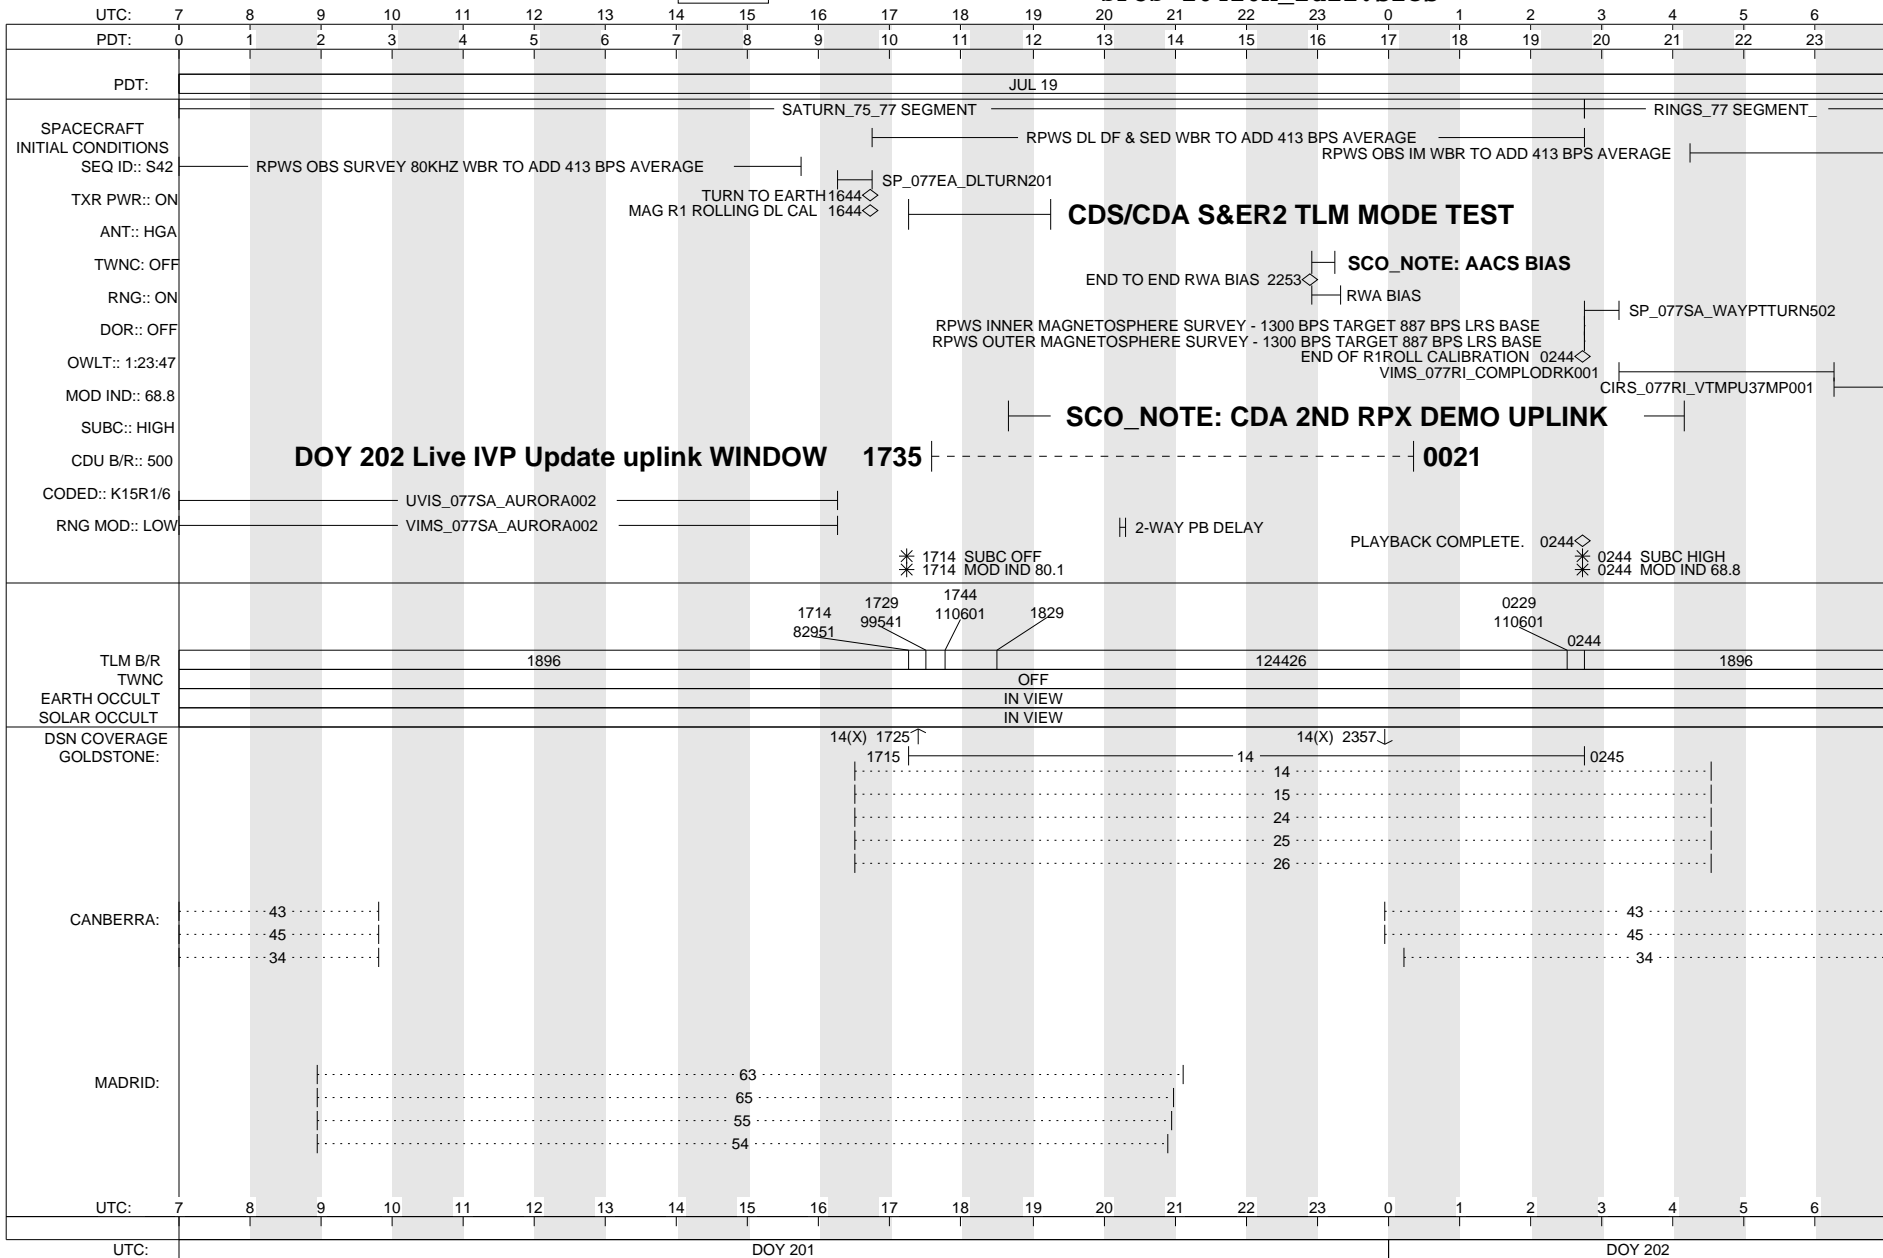 UTC: 7 8 9 10 11 12 13 14 15 16 17 18 19 20 21 22 23 0 1 2 3 4 5 6
PDT: 0 1 2 3 4 5 6 7 8 9 10 11 12 13 14 15 16 17 18 19 20 21 22 23
PDT: JUL 19
SATURN_75_77 SEGMENT RINGS_77 SEGMENT_
SPACECRAFT
INITIAL CONDITIONS
RPWS DL DF & SED WBR TO ADD 413 BPS AVERAGE
RPWS OBS IM WBR TO ADD 413 BPS AVERAGE
SEQ ID:: S42
RPWS OBS SURVEY 80KHZ WBR TO ADD 413 BPS AVERAGE
SP_077EA_DLTURN201
TXR PWR:: ON
TURN TO EARTH 1644
MAG R1 ROLLING DL CAL 1644
CDS/CDA S&ER2 TLM MODE TEST
ANT:: HGA
TWNC: OFF
SCO_NOTE: AACS BIAS
END TO END RWA BIAS 2253
RNG:: ON
RWA BIAS
SP_077SA_WAYPTTURN502
DOR:: OFF
RPWS INNER MAGNETOSPHERE SURVEY - 1300 BPS TARGET 887 BPS LRS BASE
RPWS OUTER MAGNETOSPHERE SURVEY - 1300 BPS TARGET 887 BPS LRS BASE
END OF R1ROLL CALIBRATION 0244
OWLT:: 1:23:47
VIMS_077RI_COMPLODRK001
CIRS_077RI_VTMPU37MP001
MOD IND:: 68.8
SCO_NOTE: CDA 2ND RPX DEMO UPLINK
SUBC:: HIGH
DOY 202 Live IVP Update uplink WINDOW 1735 0021
CDU B/R:: 500
CODED:: K15R1/6
UVIS_077SA_AURORA002
RNG MOD:: LOW
VIMS_077SA_AURORA002
2-WAY PB DELAY
PLAYBACK COMPLETE. 0244
1714 SUBC OFF 0244 SUBC HIGH
1714 MOD IND 80.1 0244 MOD IND 68.8
1714
82951
1729
99541
1744
110601
1829
0229
110601
0244
TLM B/R 1896 124426 1896
TWNC OFF
EARTH OCCULT IN VIEW
SOLAR OCCULT IN VIEW
DSN COVERAGE
14(X) 1725 14(X) 2357
GOLDSTONE: 1715 14 0245
14
15
24
25
26
CANBERRA:
43 43
45 45
34 34
MADRID:
63
65
55
54
UTC: 7 8 9 10 11 12 13 14 15 16 17 18 19 20 21 22 23 0 1 2 3 4 5 6
UTC: DOY 201 DOY 202